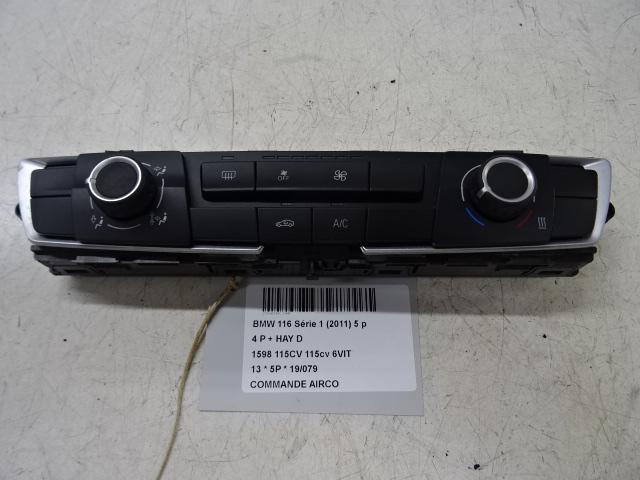 OFF
A/C
BMW 116 Série 1 (2011) 5 p
4 P + HAY D
1598 115CV 115cv 6VIT
13 * 5P * 19/079
COMMANDE AIRCO